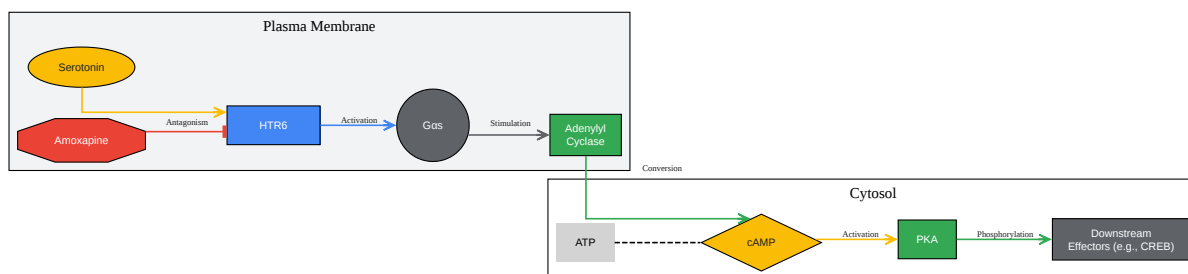 Plasma Membrane
Serotonin
Amoxapine
Antagonism
HTR6
Activation
Gαs
Stimulation
Adenylyl
Cyclase
Conversion
Cytosol
ATP
cAMP
Activation
PKA
Phosphorylation
Downstream
Effectors (e.g., CREB)